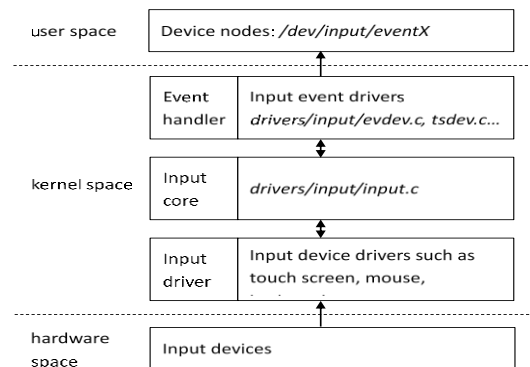 user space
Device nodes: /dev/input/eventX
Event
handler
Input event drivers
drivers/input/evdev.c, tsdev.c...
kernel space
Input
core
drivers/input/input.c
Input
driver
Input device drivers such as
touch screen, mouse,
hardware
space
Input devices